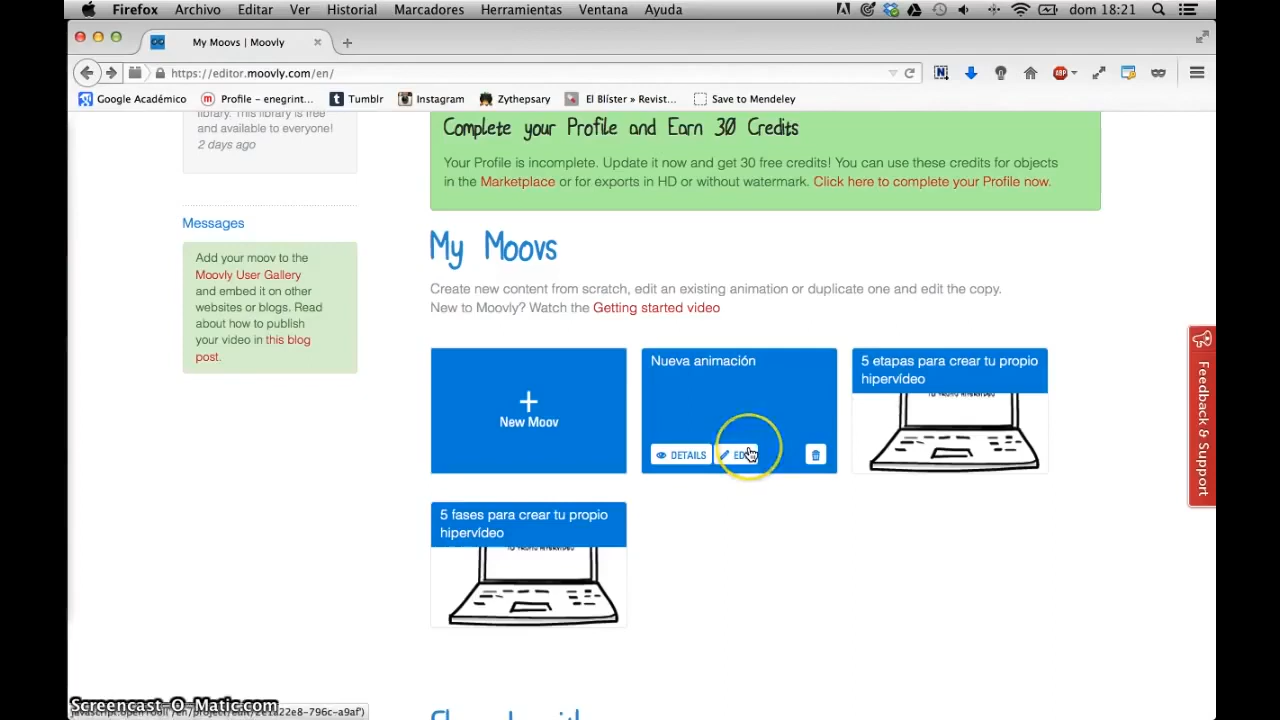 Firefox Archivo Editar Ver Historial Marcadores Herramientas Ventana Ayuda dom 18:21
My Moovs | Moovly
https://editor.moovly.com/en/
Google Académico Profile - enegrint... Tumblr Instagram Zythepsary El Blíster » Revist... Save to Mendeley
library. This library is free
and available to everyone!
2 days ago
Messages
Add your moov to the
Moovly User Gallery
and embed it on other
websites or blogs. Read
about how to publish
your video in this blog
post.
Complete your Profile and Earn 30 Credits
Your Profile is incomplete. Update it now and get 30 free credits! You can use these credits for objects
in the Marketplace or for exports in HD or without watermark. Click here to complete your Profile now.
My Moovs
Create new content from scratch, edit an existing animation or duplicate one and edit the copy.
New to Moovly? Watch the Getting started video
+
New Moov
Nueva animación
DETAILS
5 etapas para crear tu propio
hipervídeo
5 fases para crear tu propio
hipervídeo
Feedback & Support
Screencast-O-Matic.com